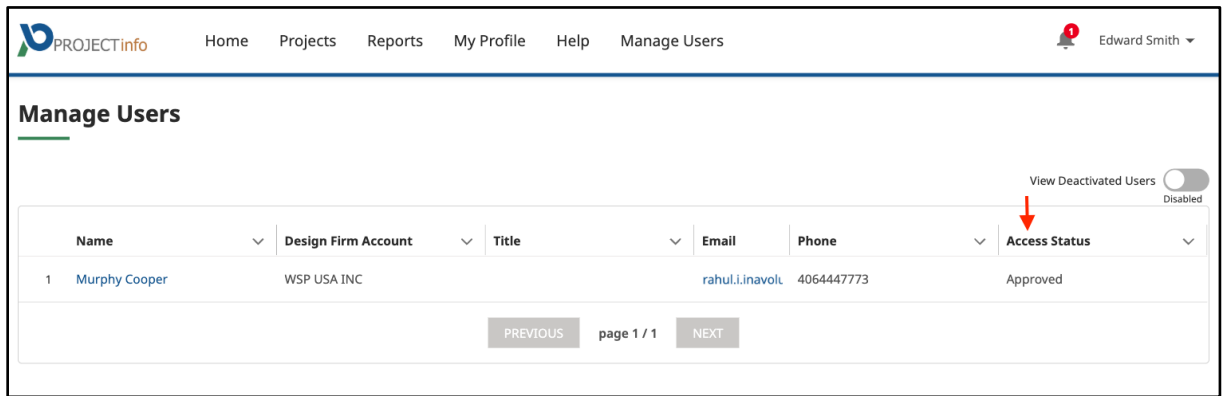 PROJECTinfo Home Projects Reports My Profile Help Manage Users 1 Edward Smith
Manage Users
View Deactivated Users
Disabled
Name Design Firm Account Title Email Phone Access Status
1 Murphy Cooper WSP USA INC 4064447773 Approved
PREVIOUS page 1 / 1 NEXT